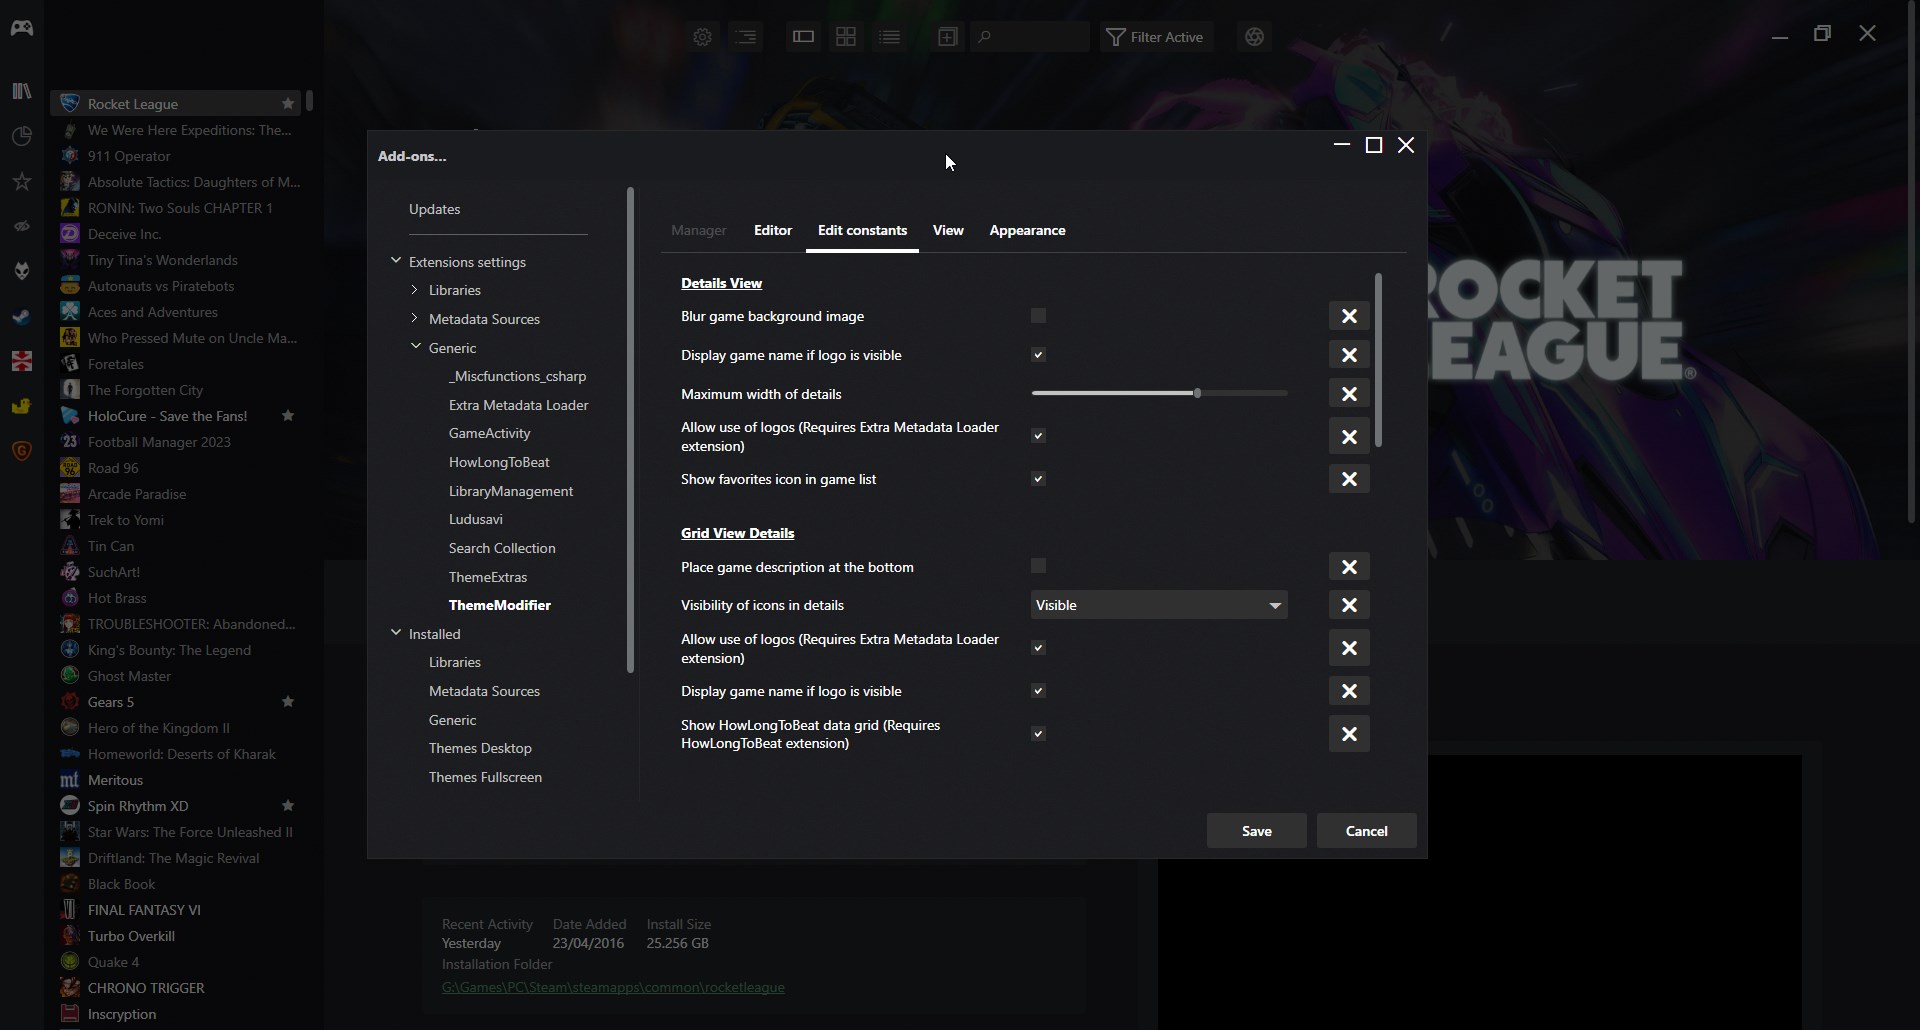 Filter Active
Rocket League
We Were Here Expeditions: The...
911 Operator
Absolute Tactics: Daughters of M...
RONIN: Two Souls CHAPTER 1
Deceive Inc.
Tiny Tina's Wonderlands
Autonauts vs Piratebots
Aces and Adventures
Who Pressed Mute on Uncle Ma...
Foretales
The Forgotten City
HoloCure - Save the Fans!
Football Manager 2023
Road 96
Arcade Paradise
Trek to Yomi
Tin Can
SuchArt!
Hot Brass
TROUBLESHOOTER: Abandoned...
King's Bounty: The Legend
Ghost Master
Gears 5
Hero of the Kingdom II
Homeworld: Deserts of Kharak
Meritous
Spin Rhythm XD
Star Wars: The Force Unleashed II
Driftland: The Magic Revival
Black Book
FINAL FANTASY VI
Turbo Overkill
Quake 4
CHRONO TRIGGER
Inscryption
Add-ons...
Updates
Extensions settings
Libraries
Metadata Sources
Generic
_Miscfunctions_csharp
Extra Metadata Loader
GameActivity
HowLongToBeat
LibraryManagement
Ludusavi
Search Collection
ThemeExtras
ThemeModifier
Installed
Libraries
Metadata Sources
Generic
Themes Desktop
Themes Fullscreen
Manager Editor Edit constants View Appearance
Details View
Blur game background image
Display game name if logo is visible
Maximum width of details
Allow use of logos (Requires Extra Metadata Loader
extension)
Show favorites icon in game list
Grid View Details
Place game description at the bottom
Visibility of icons in details
Visible
Allow use of logos (Requires Extra Metadata Loader
extension)
Display game name if logo is visible
Show HowLongToBeat data grid (Requires
HowLongToBeat extension)
Save Cancel
ROCKET
LEAGUE®
Recent Activity Date Added Install Size
Yesterday 23/04/2016 25.256 GB
Installation Folder
G:\Games\PC\Steam\steamapps\common\rocketleague